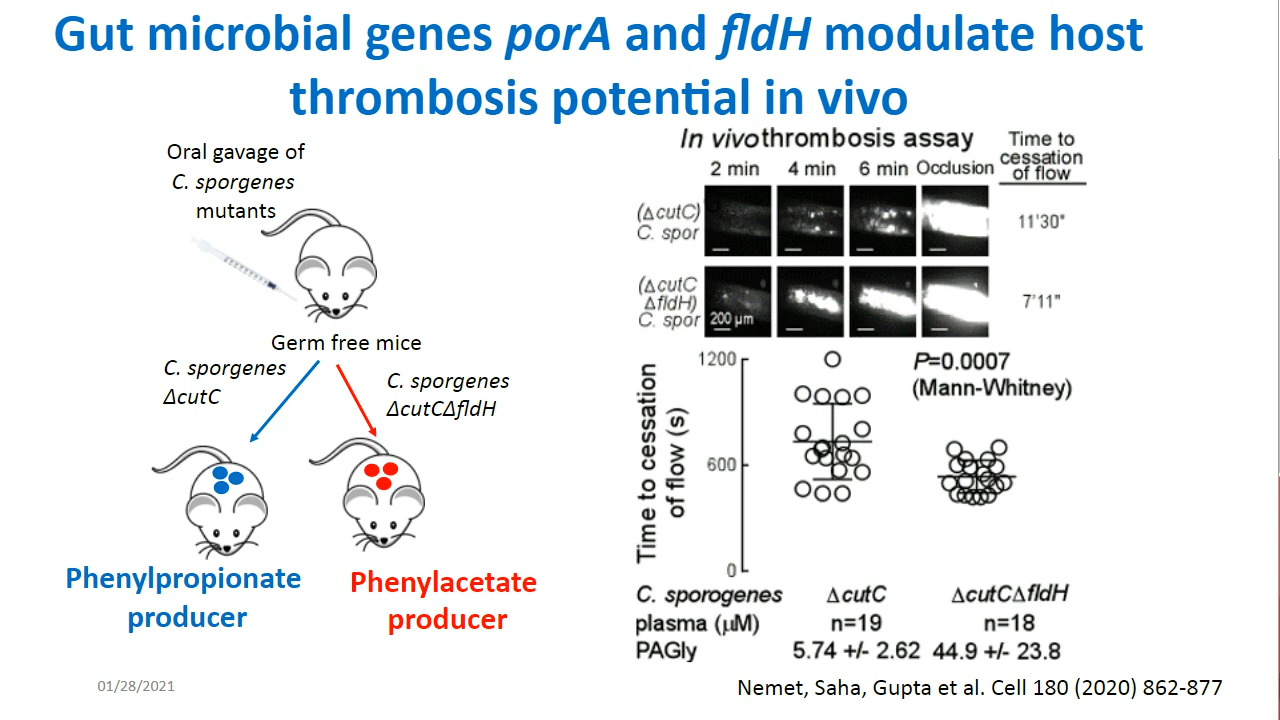 Gut microbial genes porA and fldH modulate host
thrombosis potential in vivo
Oral gavage of
C. sporgenes
mutants
Germ free mice
C. sporgenes
ΔcutC
C. sporgenes
ΔcutCΔfldH
Phenylpropionate
producer
Phenylacetate
producer
In vivo thrombosis assay
Time to
cessation
of flow
2 min 4 min 6 min Occlusion
(ΔcutC)
C. spor
11'30"
(ΔcutC
ΔfldH)
C. spor
200 µm
7'11"
Time to cessation
of flow (s)
1200
600
0
P=0.0007
(Mann-Whitney)
C. sporogenes ΔcutC ΔcutCΔfldH
plasma (µM) n=19 n=18
PAGly 5.74 +/- 2.62 44.9 +/- 23.8
01/28/2021
Nemet, Saha, Gupta et al. Cell 180 (2020) 862-877